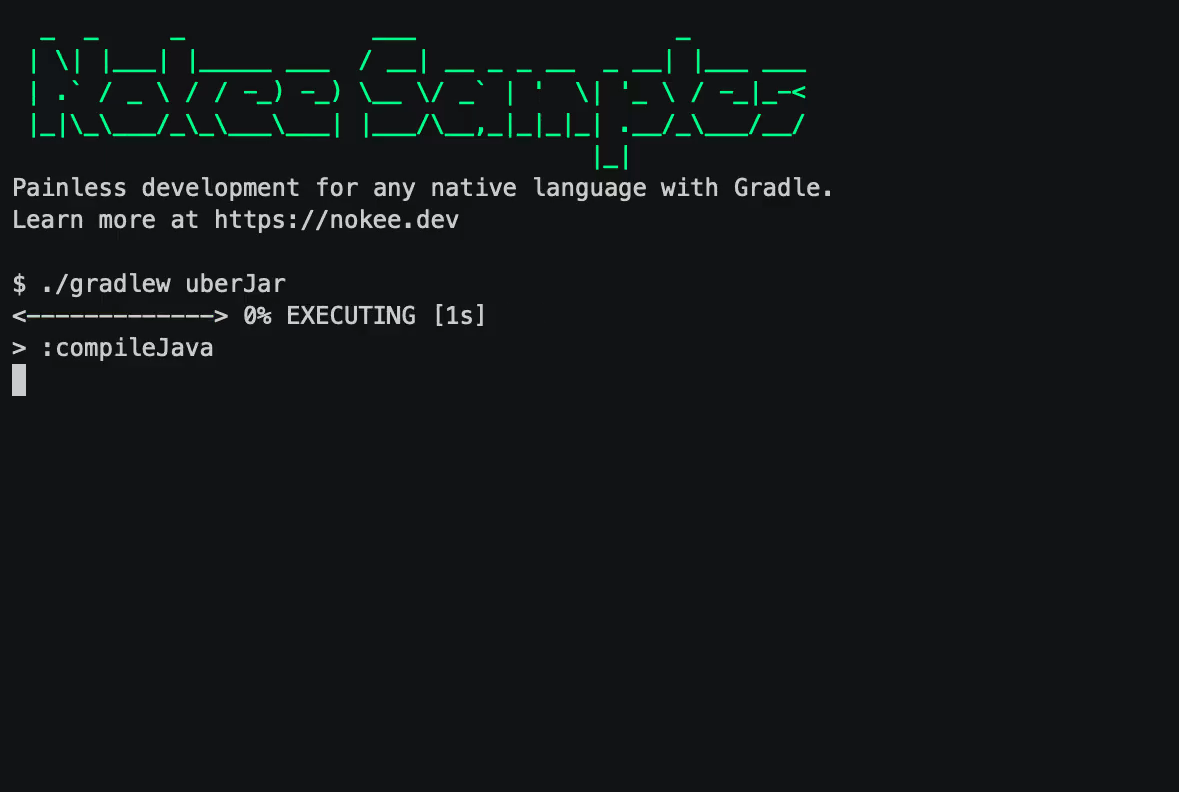 Nokee Samples
Painless development for any native language with Gradle.
Learn more at https://nokee.dev
$ ./gradlew uberJar
<-------------> 0% EXECUTING [1s]
> :compileJava